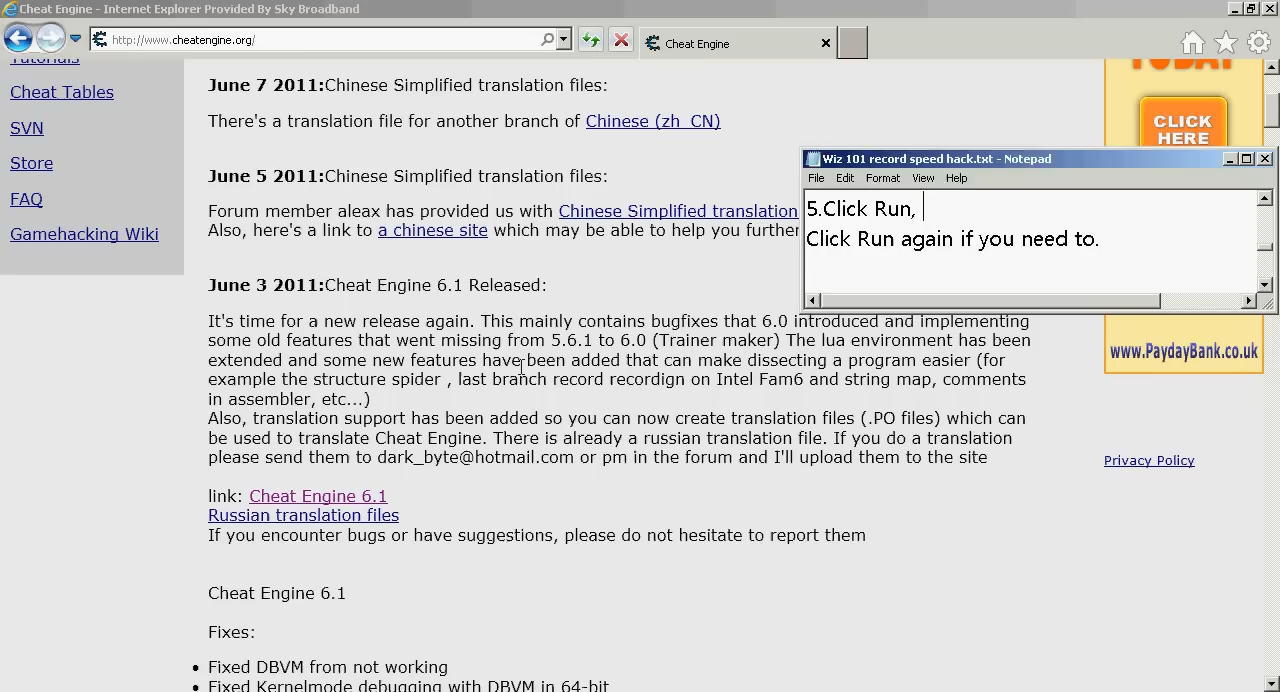 Cheat Engine - Internet Explorer Provided By Sky Broadband
http://www.cheatengine.org/
Cheat Engine
Tutorials
Cheat Tables
SVN
Store
FAQ
Gamehacking Wiki
June 7 2011:Chinese Simplified translation files:
There's a translation file for another branch of Chinese (zh_CN)
June 5 2011:Chinese Simplified translation files:
Forum member aleax has provided us with Chinese Simplified translation
Also, here's a link to a chinese site which may be able to help you further
June 3 2011:Cheat Engine 6.1 Released:
It's time for a new release again. This mainly contains bugfixes that 6.0 introduced and implementing
some old features that went missing from 5.6.1 to 6.0 (Trainer maker) The lua environment has been
extended and some new features have been added that can make dissecting a program easier (for
example the structure spider , last branch record recordign on Intel Fam6 and string map, comments
in assembler, etc...)
Also, translation support has been added so you can now create translation files (.PO files) which can
be used to translate Cheat Engine. There is already a russian translation file. If you do a translation
please send them to dark_byte@hotmail.com or pm in the forum and I'll upload them to the site
link: Cheat Engine 6.1
Russian translation files
If you encounter bugs or have suggestions, please do not hesitate to report them
Cheat Engine 6.1
Fixes:
Fixed DBVM from not working
Fixed Kernelmode debugging with DBVM in 64-bit
TODAY
CLICK
HERE
Wiz 101 record speed hack.txt - Notepad
File Edit Format View Help
5.Click Run,
Click Run again if you need to.
www.PaydayBank.co.uk
Privacy Policy